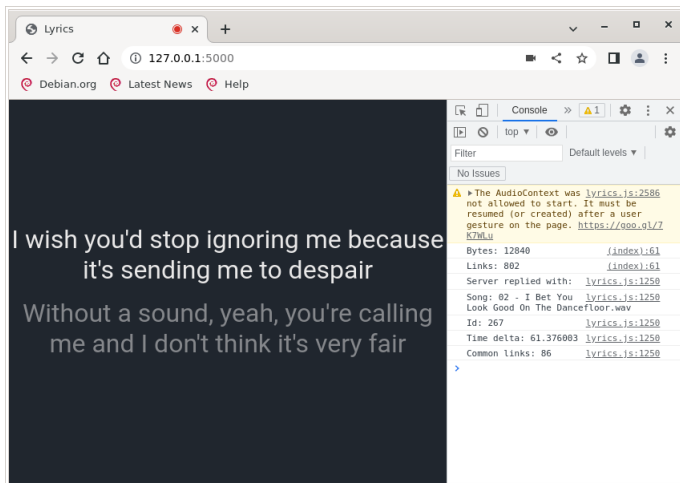 Lyrics
127.0.0.1:5000
Debian.org Latest News Help
Console » 1
top ▼
Filter Default levels ▼
No Issues
I wish you'd stop ignoring me because
it's sending me to despair
Without a sound, yeah, you're calling
me and I don't think it's very fair
▶The AudioContext was lyrics.js:2586
not allowed to start. It must be
resumed (or created) after a user
gesture on the page. https://goo.gl/7
K7WLu
Bytes: 12840 (index):61
Links: 802 (index):61
Server replied with: lyrics.js:1250
Song: 02 - I Bet You lyrics.js:1250
Look Good On The Dancefloor.wav
Id: 267 lyrics.js:1250
Time delta: 61.376003 lyrics.js:1250
Common links: 86 lyrics.js:1250